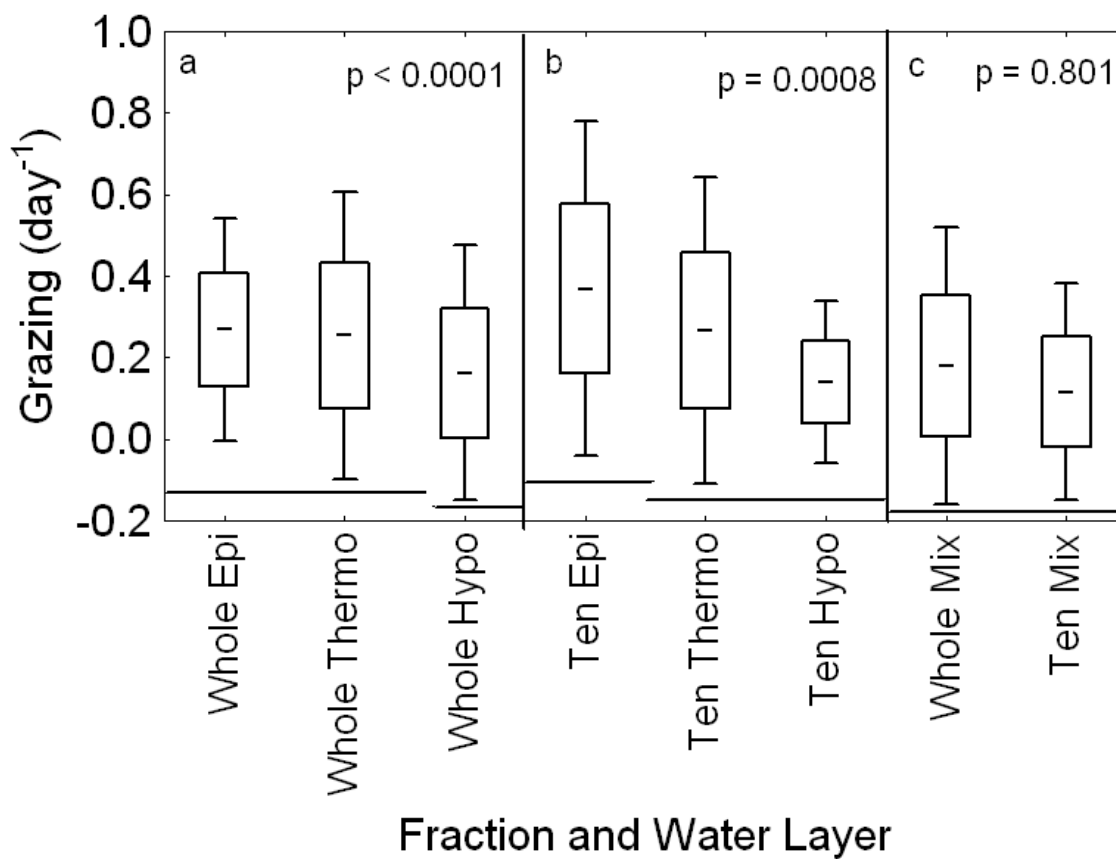 a
p < 0.0001
b
p = 0.0008
c
p = 0.801
1.0
0.8
0.6
0.4
0.2
0.0
-0.2
Grazing (day⁻¹)
Whole Epi
Whole Thermo
Whole Hypo
Ten Epi
Ten Thermo
Ten Hypo
Whole Mix
Ten Mix
Fraction and Water Layer